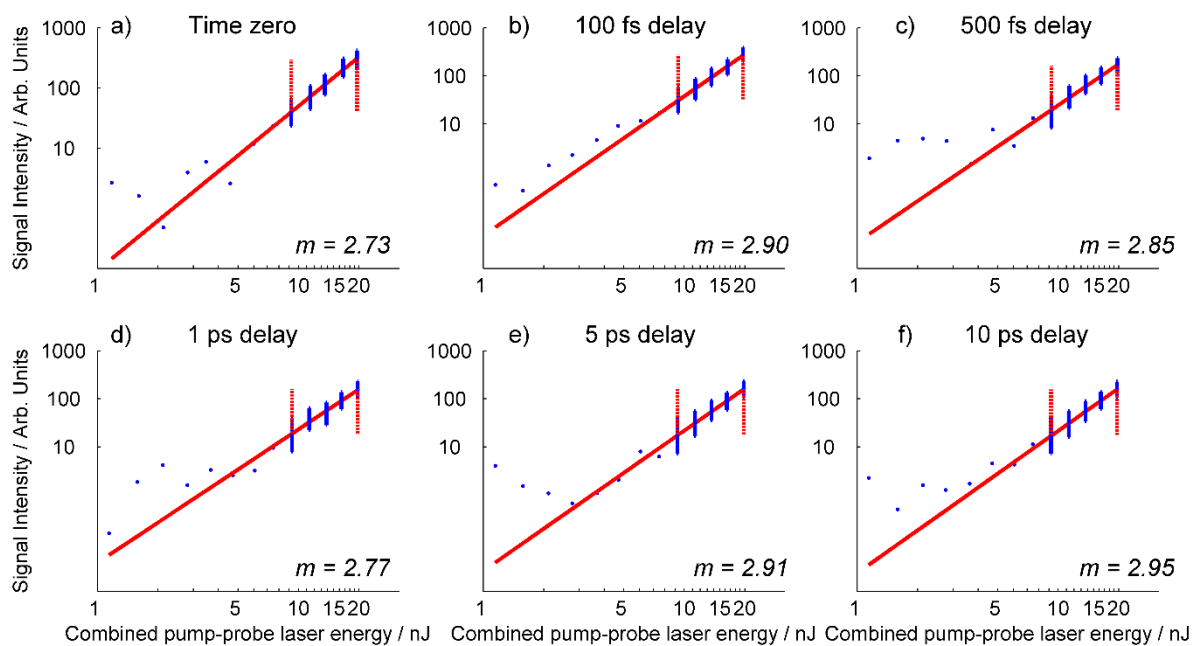 a) Time zero
b) 100 fs delay
c) 500 fs delay
Signal Intensity / Arb. Units
1000
100
10
m = 2.73
1 5 10 15 20
1000
100
10
m = 2.90
1 5 10 15 20
1000
100
10
m = 2.85
1 5 10 15 20
d) 1 ps delay
e) 5 ps delay
f) 10 ps delay
Signal Intensity / Arb. Units
1000
100
10
m = 2.77
1 5 10 15 20
Combined pump-probe laser energy / nJ
1000
100
10
m = 2.91
1 5 10 15 20
Combined pump-probe laser energy / nJ
1000
100
10
m = 2.95
1 5 10 15 20
Combined pump-probe laser energy / nJ